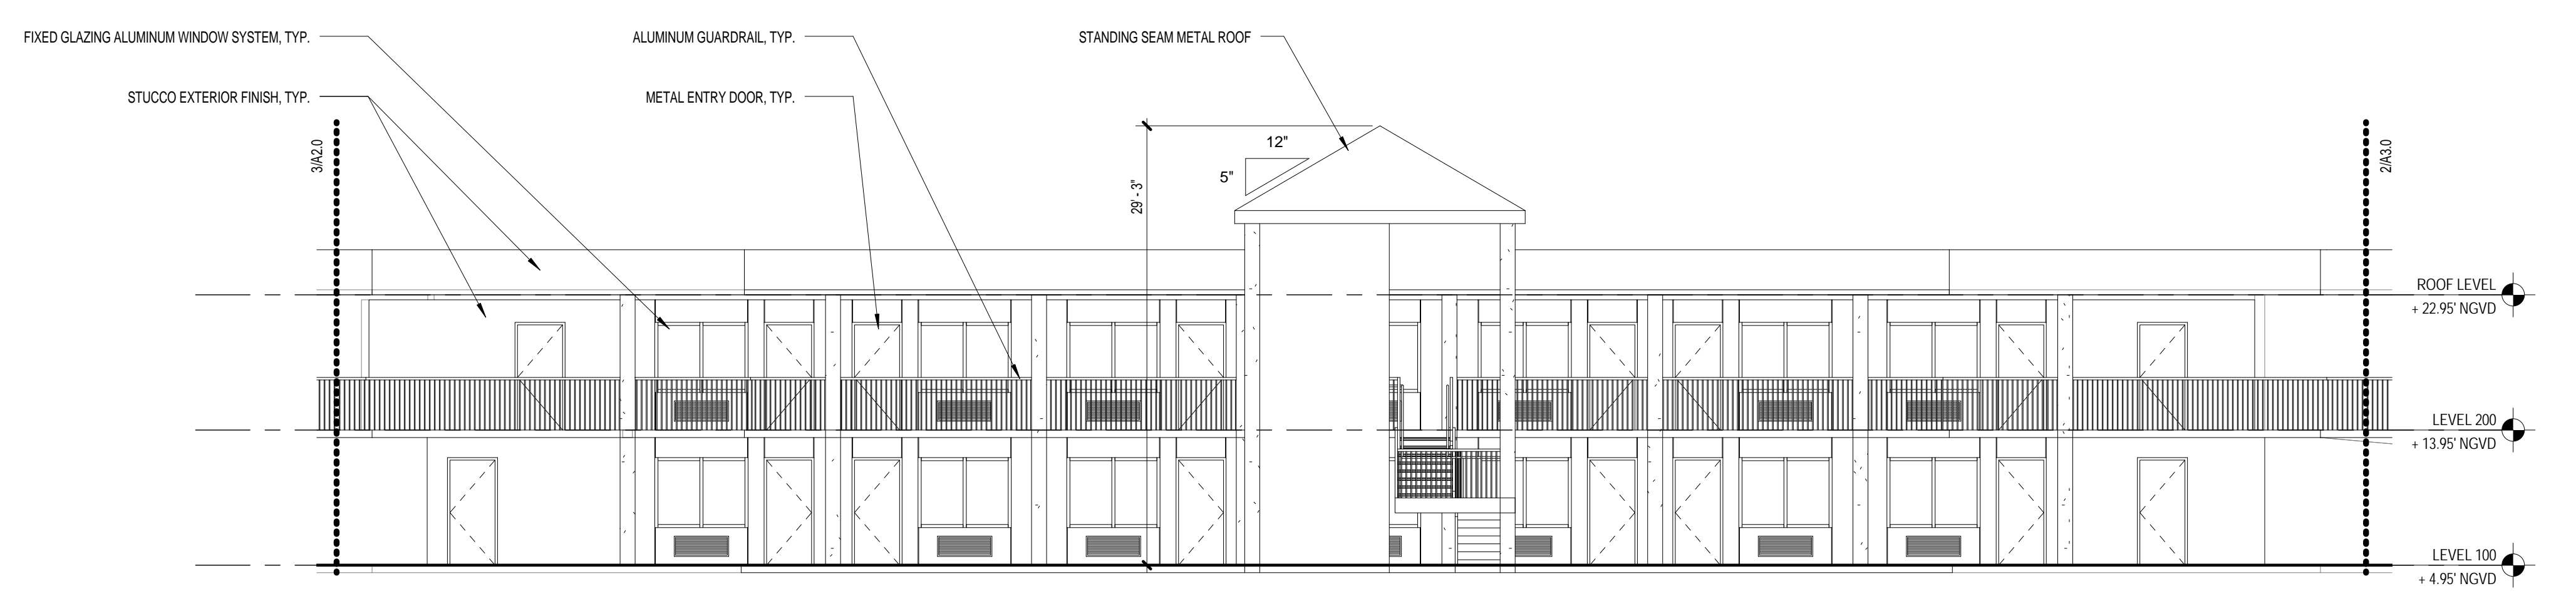 FIXED GLAZING ALUMINUM WINDOW SYSTEM, TYP.
ALUMINUM GUARDRAIL, TYP.
STANDING SEAM METAL ROOF
STUCCO EXTERIOR FINISH, TYP.
METAL ENTRY DOOR, TYP.
3/A2.0
12"
5"
29' - 3"
2/A3.0
ROOF LEVEL
+ 22.95' NGVD
LEVEL 200
+ 13.95' NGVD
LEVEL 100
+ 4.95' NGVD